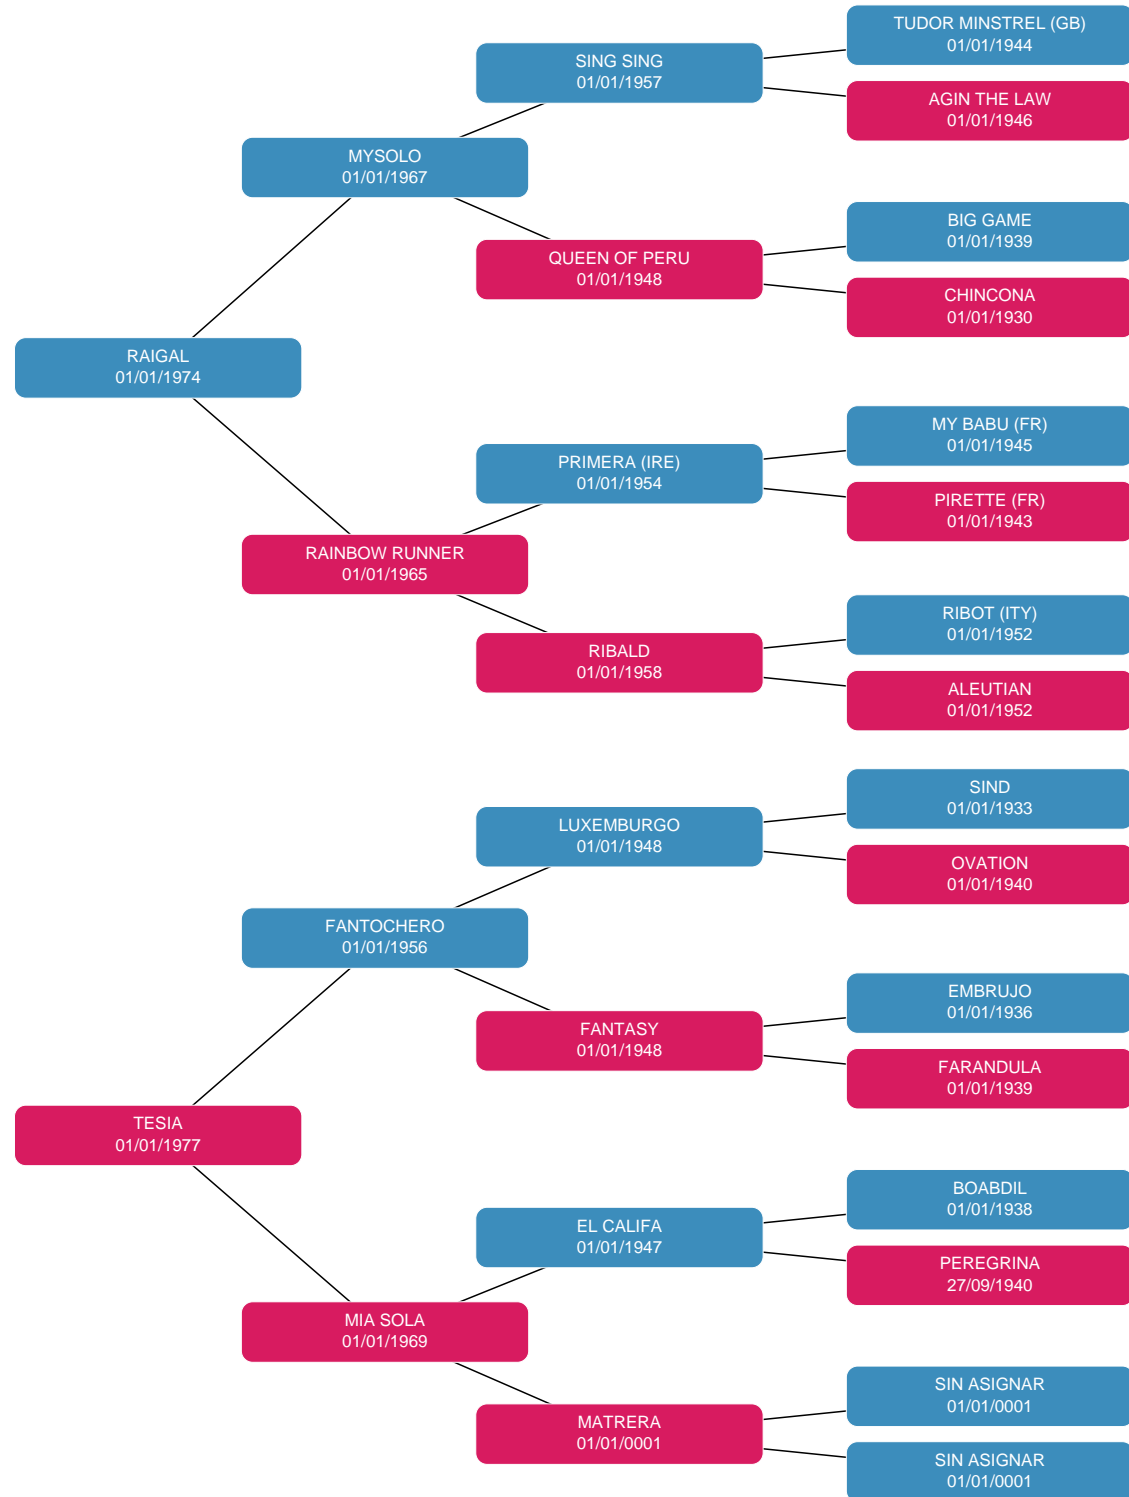 TUDOR MINSTREL (GB)
01/01/1944
SING SING
01/01/1957
AGIN THE LAW
01/01/1946
MYSOLO
01/01/1967
BIG GAME
01/01/1939
QUEEN OF PERU
01/01/1948
CHINCONA
01/01/1930
RAIGAL
01/01/1974
MY BABU (FR)
01/01/1945
PRIMERA (IRE)
01/01/1954
PIRETTE (FR)
01/01/1943
RAINBOW RUNNER
01/01/1965
RIBOT (ITY)
01/01/1952
RIBALD
01/01/1958
ALEUTIAN
01/01/1952
SIND
01/01/1933
LUXEMBURGO
01/01/1948
OVATION
01/01/1940
FANTOCHERO
01/01/1956
EMBRUJO
01/01/1936
FANTASY
01/01/1948
FARANDULA
01/01/1939
TESIA
01/01/1977
BOABDIL
01/01/1938
EL CALIFA
01/01/1947
PEREGRINA
27/09/1940
MIA SOLA
01/01/1969
SIN ASIGNAR
01/01/0001
MATRERA
01/01/0001
SIN ASIGNAR
01/01/0001